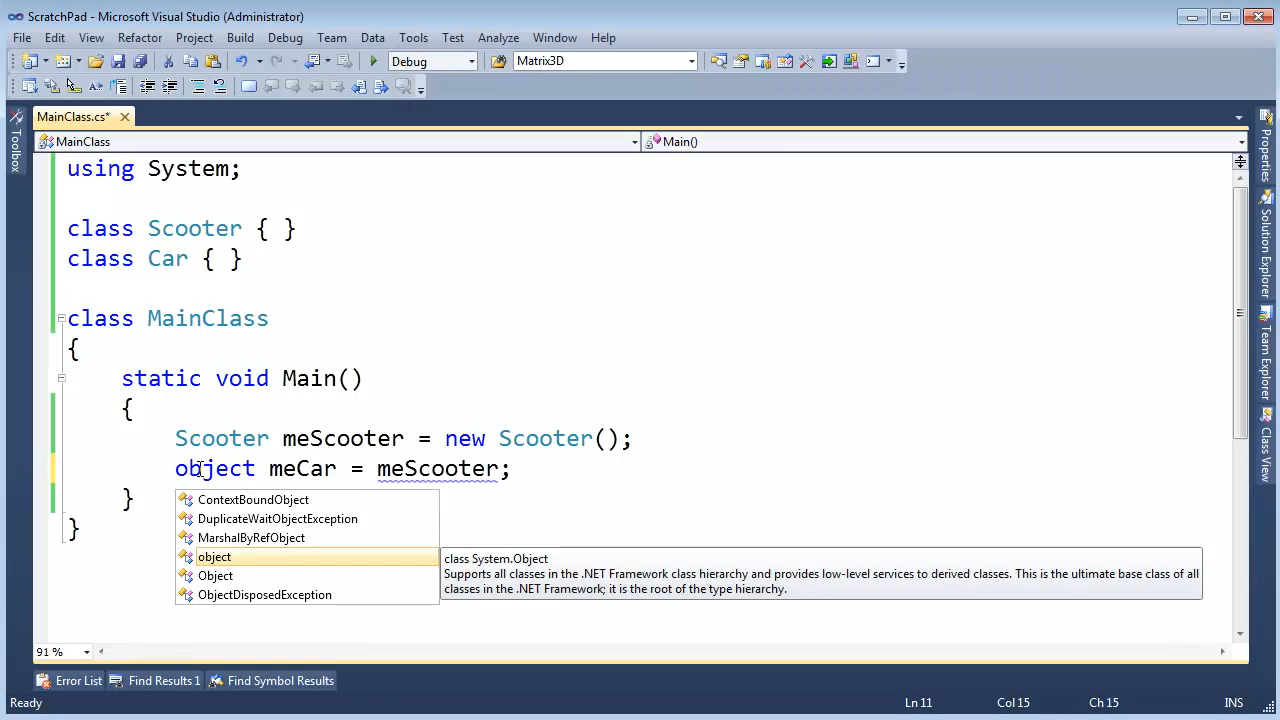 ScratchPad - Microsoft Visual Studio (Administrator)
File Edit View Refactor Project Build Debug Team Data Tools Test Analyze Window Help
Debug Matrix3D
MainClass.cs*
MainClass Main()
Toolbox
Properties
Solution Explorer
Team Explorer
Class View
using System;
class Scooter { }
class Car { }
class MainClass
{
static void Main()
{
Scooter meScooter = new Scooter();
object meCar = meScooter;
}
}
ContextBoundObject
DuplicateWaitObjectException
MarshalByRefObject
object
Object
ObjectDisposedException
class System.Object
Supports all classes in the .NET Framework class hierarchy and provides low-level services to derived classes. This is the ultimate base class of all
classes in the .NET Framework; it is the root of the type hierarchy.
91 %
Error List Find Results 1 Find Symbol Results
Ready Ln 11 Col 15 Ch 15 INS